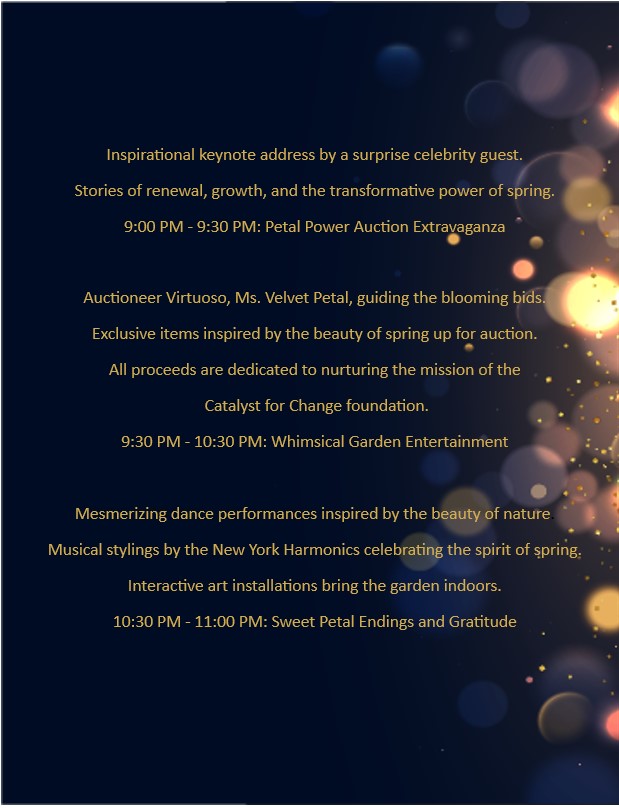 Inspirational keynote address by a surprise celebrity guest.
Stories of renewal, growth, and the transformative power of spring.
9:00 PM - 9:30 PM: Petal Power Auction Extravaganza
Auctioneer Virtuoso, Ms. Velvet Petal, guiding the blooming bids.
Exclusive items inspired by the beauty of spring up for auction.
All proceeds are dedicated to nurturing the mission of the
Catalyst for Change foundation.
9:30 PM - 10:30 PM: Whimsical Garden Entertainment
Mesmerizing dance performances inspired by the beauty of nature.
Musical stylings by the New York Harmonics celebrating the spirit of spring.
Interactive art installations bring the garden indoors.
10:30 PM - 11:00 PM: Sweet Petal Endings and Gratitude